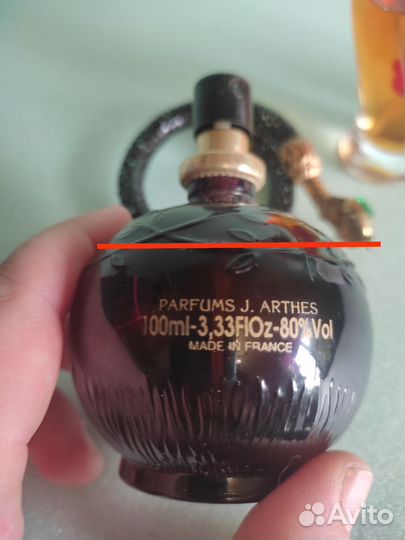 PARFUMS J. ARTHES
100ml-3,33FlOz-80%Vol
MADE IN FRANCE
Avito